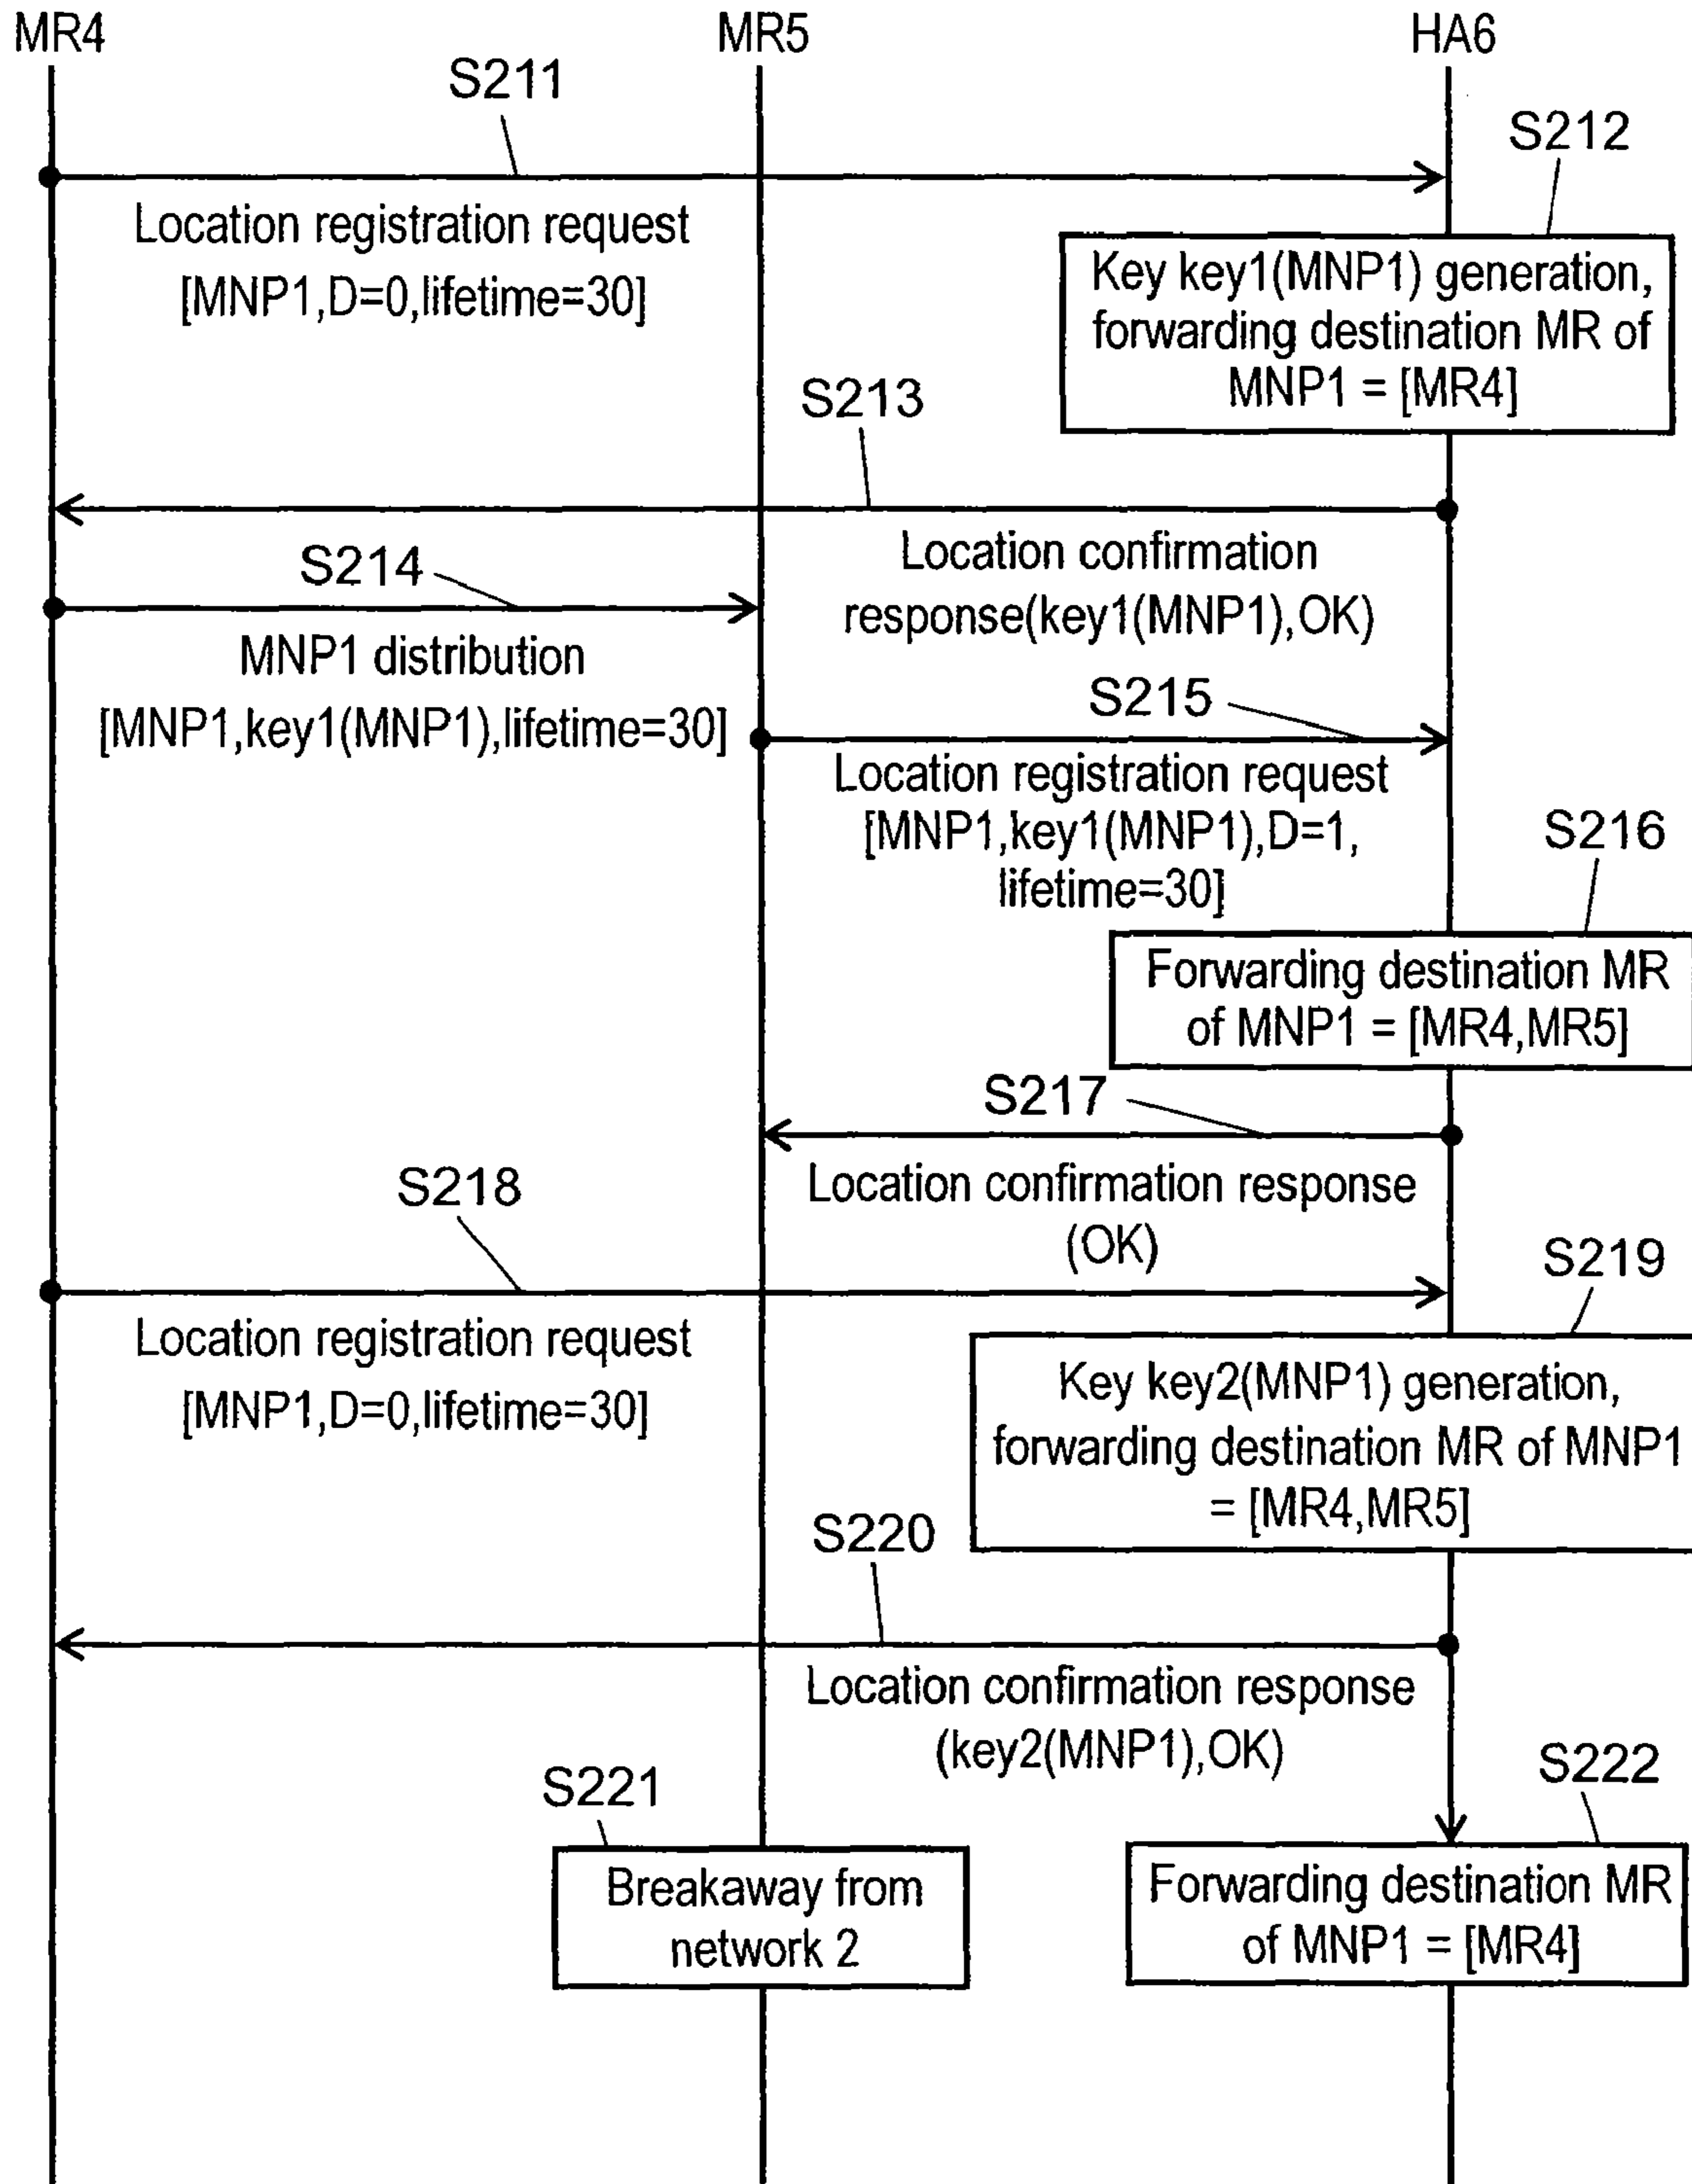 MR4
MR5
HA6
S211
S212
Location registration request
[MNP1,D=0,lifetime=30]
Key key1(MNP1) generation,
forwarding destination MR of
MNP1 = [MR4]
S213
Location confirmation
response(key1(MNP1),OK)
S214
MNP1 distribution
[MNP1,key1(MNP1),lifetime=30]
S215
Location registration request
[MNP1,key1(MNP1),D=1,
lifetime=30]
S216
Forwarding destination MR
of MNP1 = [MR4,MR5]
S217
Location confirmation response
(OK)
S218
Location registration request
[MNP1,D=0,lifetime=30]
S219
Key key2(MNP1) generation,
forwarding destination MR of MNP1
= [MR4,MR5]
S220
Location confirmation response
(key2(MNP1),OK)
S221
Breakaway from
network 2
S222
Forwarding destination MR
of MNP1 = [MR4]